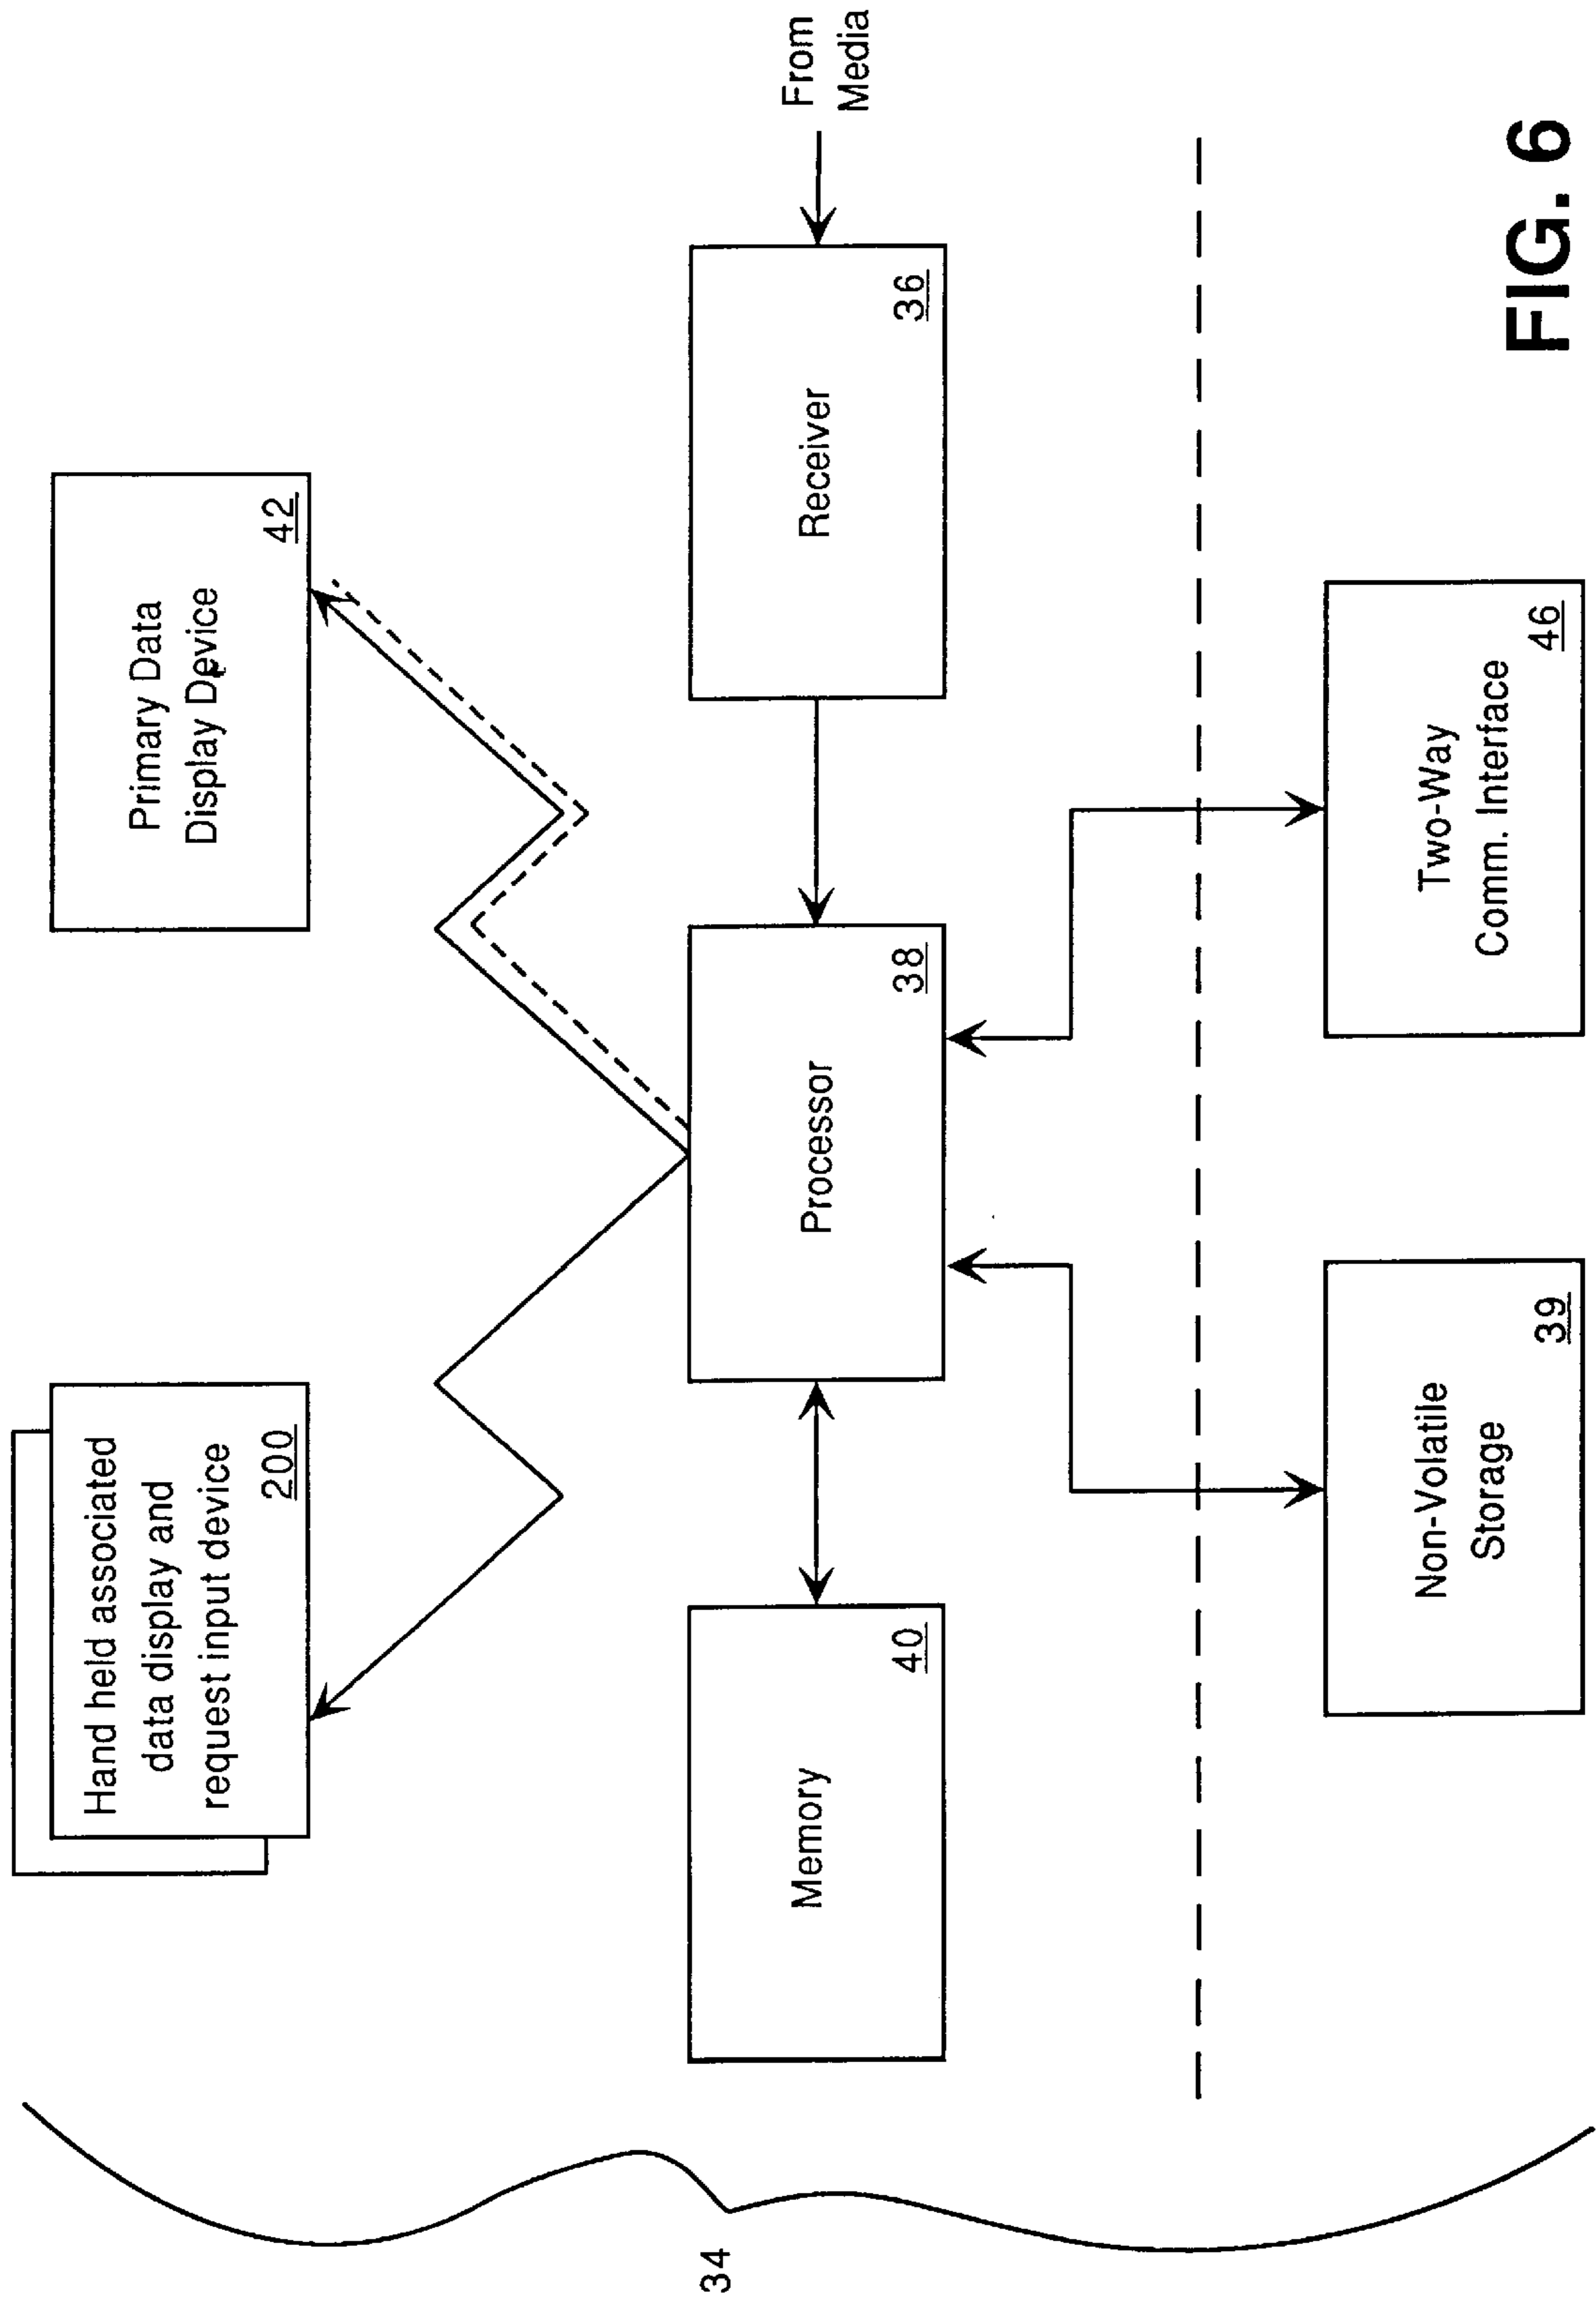 34
Hand held associated
data display and
request input device
200
Primary Data
Display Device
42
Memory
40
Processor
38
Receiver
36
From
Media
Non-Volatile
Storage
39
Two-Way
Comm. Interface
46
FIG. 6